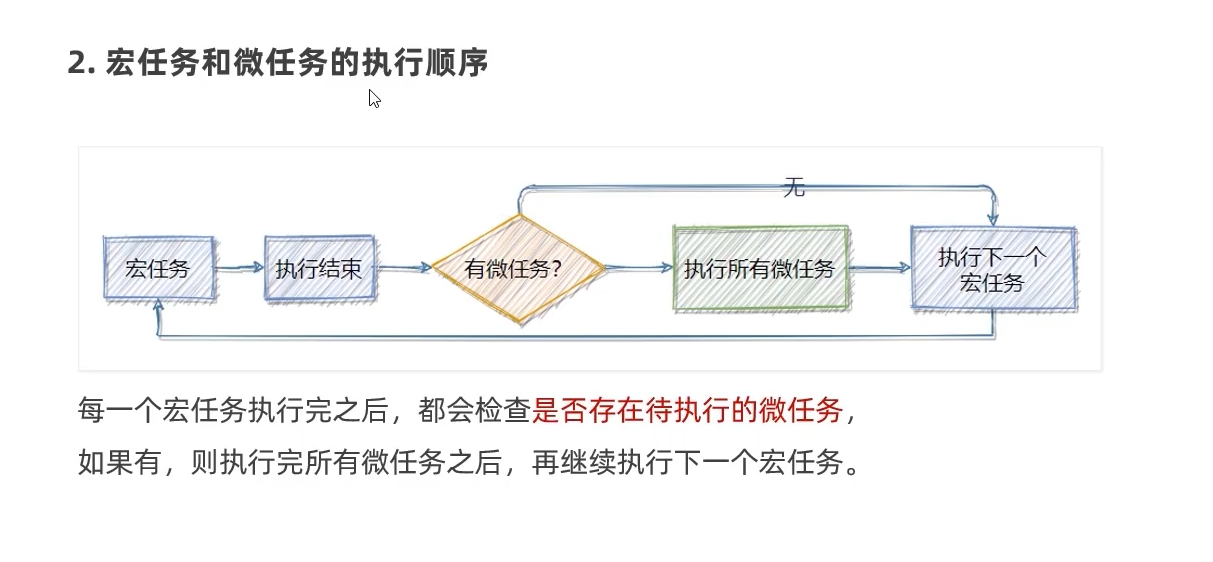 2. 宏任务和微任务的执行顺序
无
宏任务
执行结束
有微任务?
执行所有微任务
执行下一个
宏任务
每一个宏任务执行完之后，都会检查是否存在待执行的微任务，
如果有，则执行完所有微任务之后，再继续执行下一个宏任务。